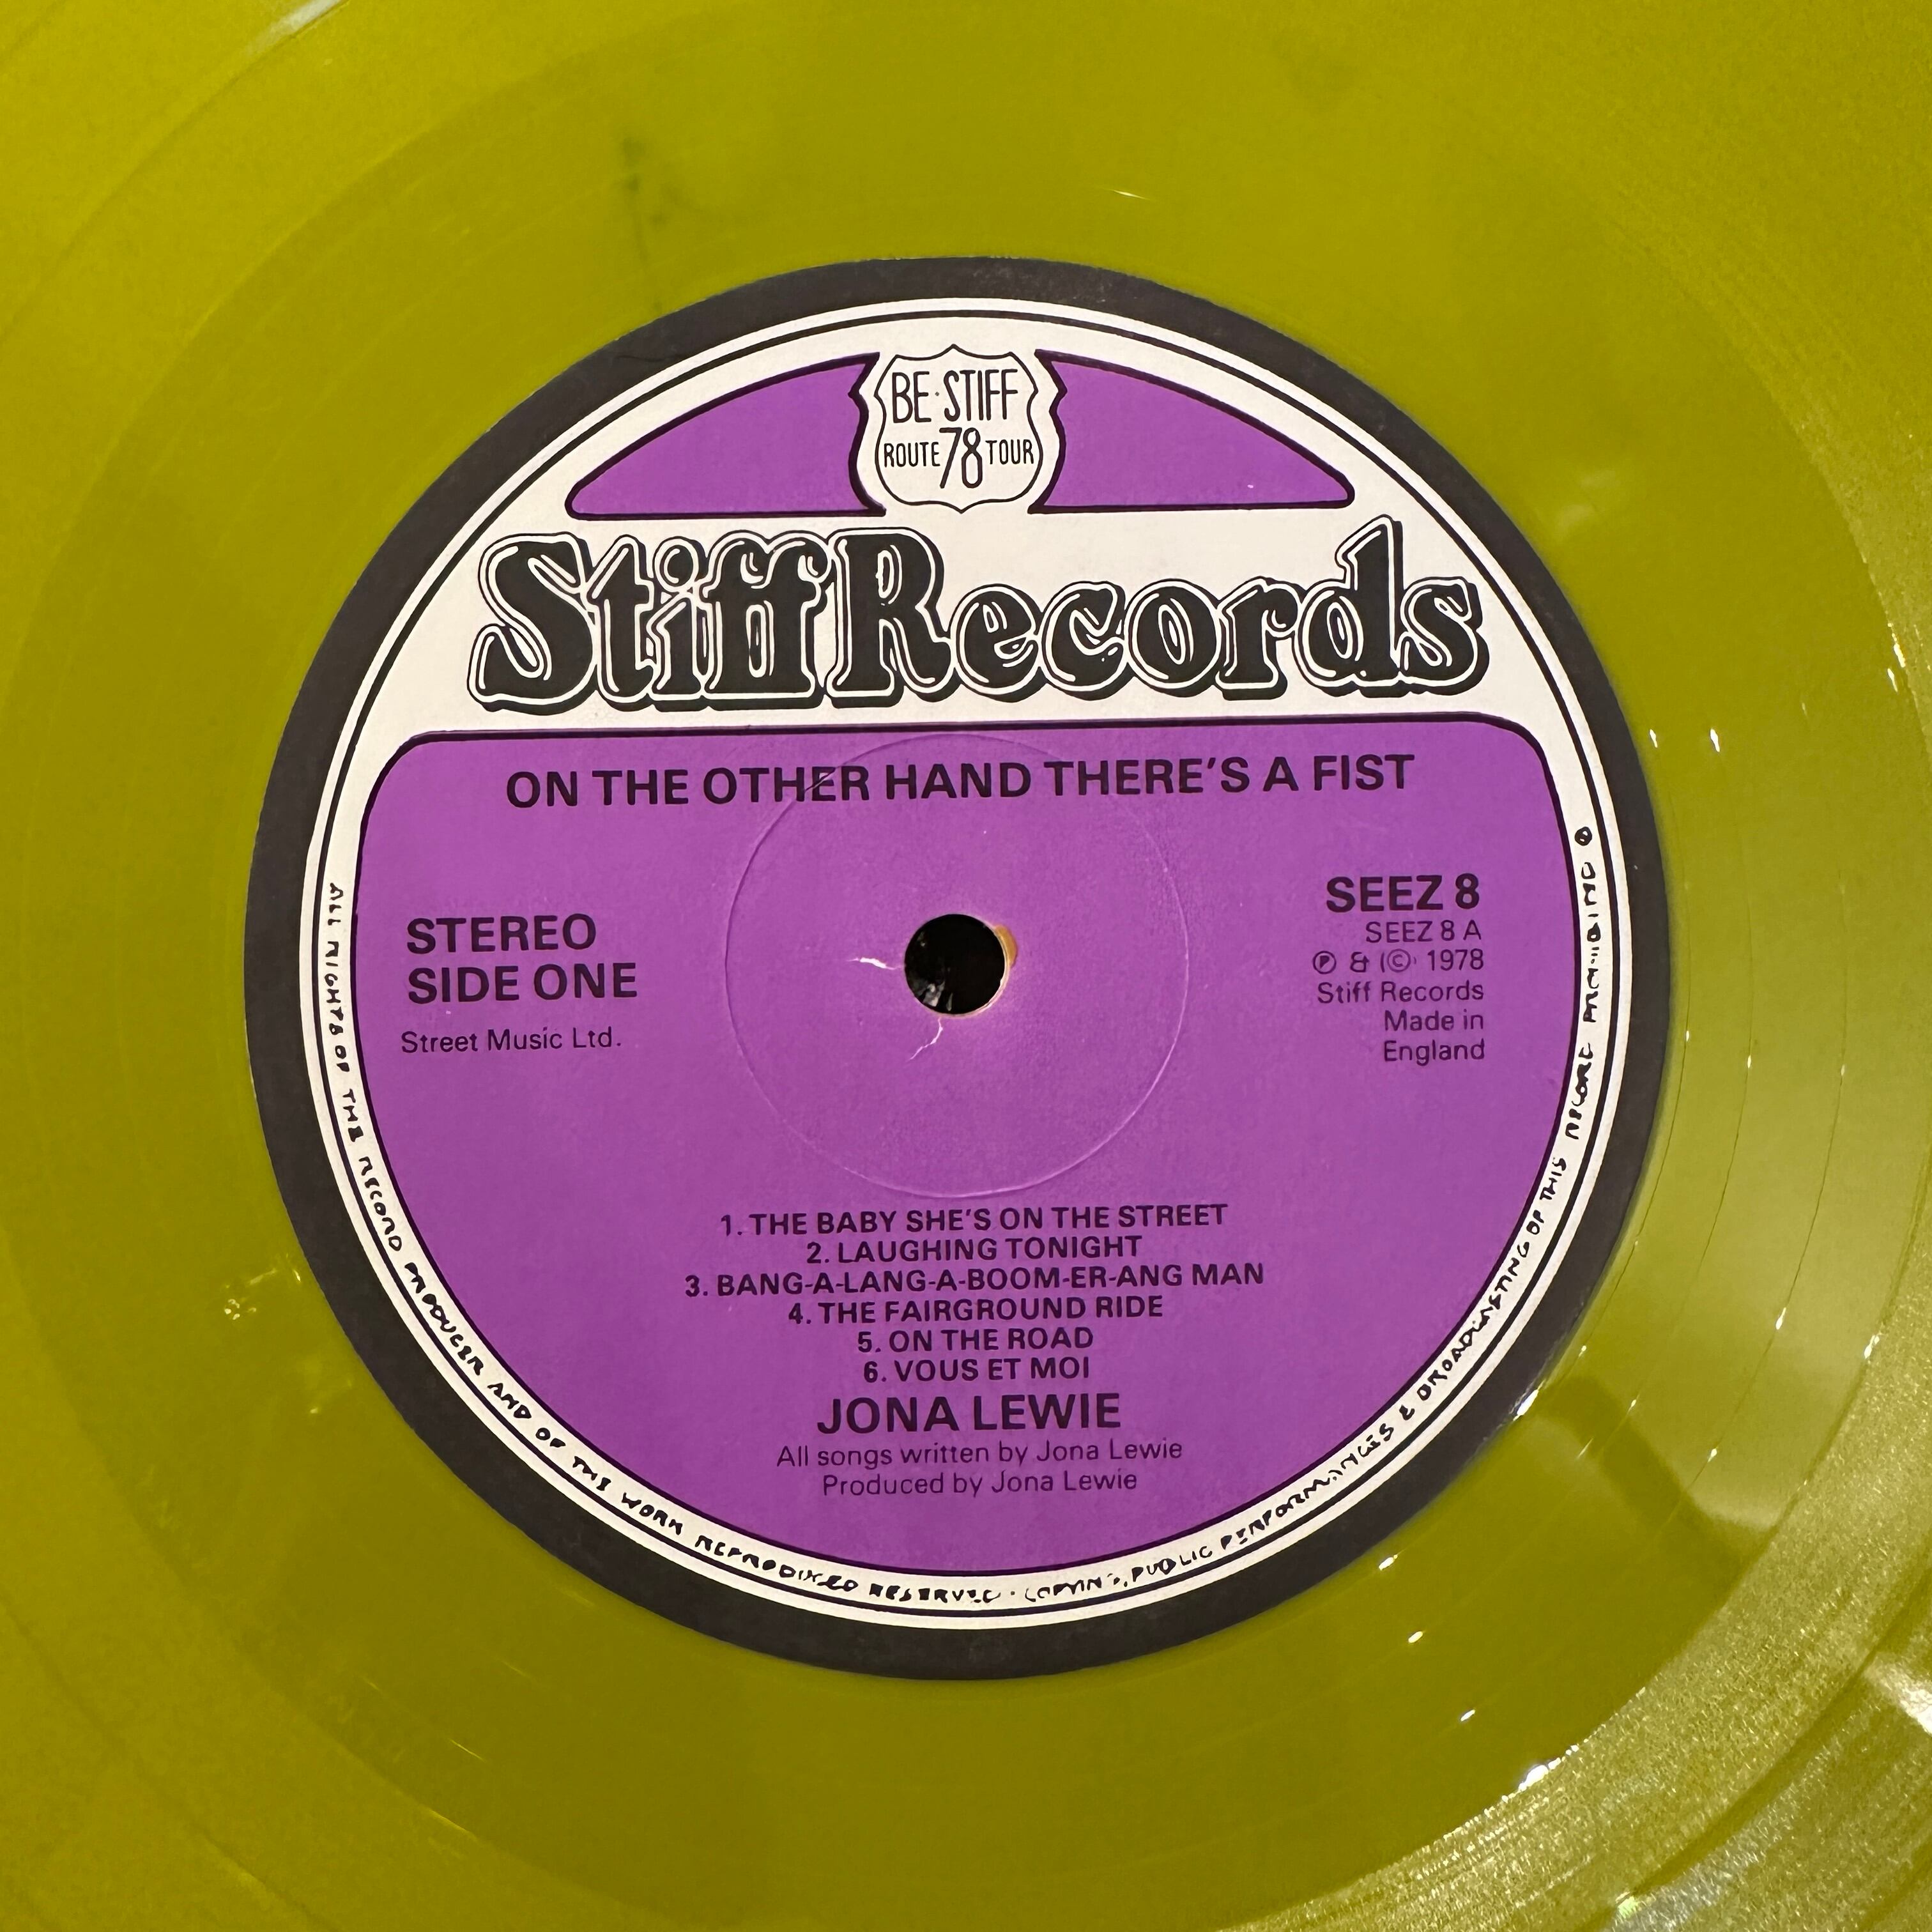 BE·STIFF
ROUTE 78 TOUR
Stiff Records
ON THE OTHER HAND THERE'S A FIST
STEREO
SIDE ONE
Street Music Ltd.
SEEZ 8
SEEZ 8 A
℗ & © 1978
Stiff Records
Made in
England
1. THE BABY SHE'S ON THE STREET
2. LAUGHING TONIGHT
3. BANG-A-LANG-A-BOOM-ER-ANG MAN
4. THE FAIRGROUND RIDE
5. ON THE ROAD
6. VOUS ET MOI
JONA LEWIE
All songs written by Jona Lewie
Produced by Jona Lewie
ALL RIGHTS OF THE RECORD PRODUCER AND OF THE WORK REPRODUCED RESERVED · COPYING, PUBLIC PERFORMANCES & BROADCASTING OF THIS RECORD PROHIBITED